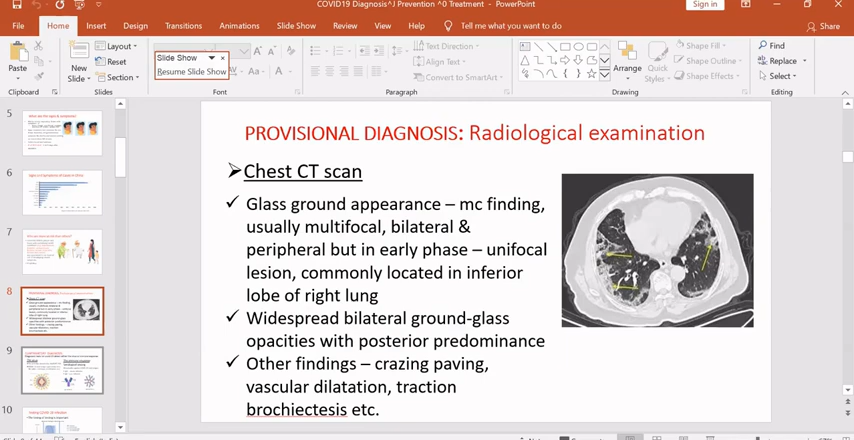 COVID19 Diagnosis^J Prevention ^0 Treatment - PowerPoint
Sign in
File Home Insert Design Transitions Animations Slide Show Review View Help Tell me what you want to do Share
Paste
Clipboard
New
Slide
Layout
Reset
Section
Slides
Slide Show
Resume Slide Show
Font
Text Direction
Align Text
Convert to SmartArt
Paragraph
Arrange
Quick
Styles
Shape Fill
Shape Outline
Shape Effects
Drawing
Find
Replace
Select
Editing
5
6
7
8
9
10
PROVISIONAL DIAGNOSIS: Radiological examination
Chest CT scan
Glass ground appearance – mc finding,
usually multifocal, bilateral &
peripheral but in early phase – unifocal
lesion, commonly located in inferior
lobe of right lung
Widespread bilateral ground-glass
opacities with posterior predominance
Other findings – crazing paving,
vascular dilatation, traction
brochiectesis etc.